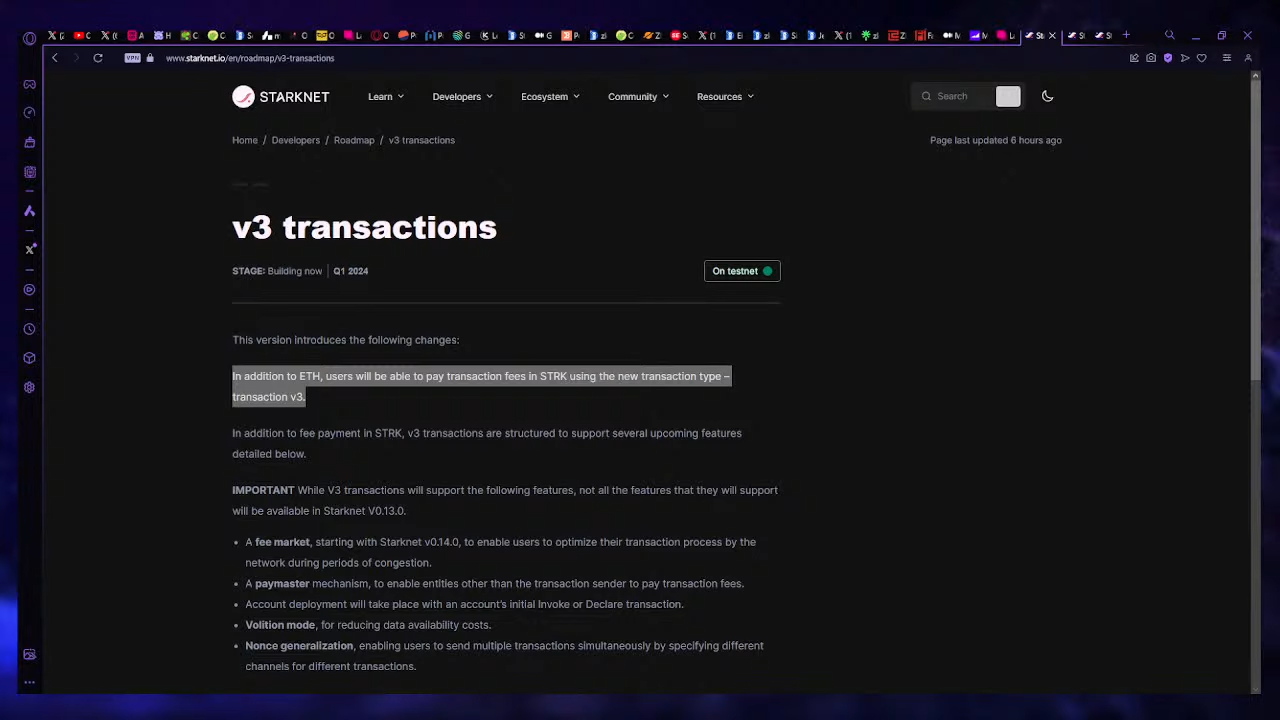 www.starknet.io/en/roadmap/v3-transactions
VPN
STARKNET
Learn
Developers
Ecosystem
Community
Resources
Search
Home / Developers / Roadmap / v3 transactions
Page last updated 6 hours ago
v3 transactions
STAGE: Building now | Q1 2024
On testnet
This version introduces the following changes:
In addition to ETH, users will be able to pay transaction fees in STRK using the new transaction type –
transaction v3.
In addition to fee payment in STRK, v3 transactions are structured to support several upcoming features
detailed below.
IMPORTANT While V3 transactions will support the following features, not all the features that they will support
will be available in Starknet V0.13.0.
• A fee market, starting with Starknet v0.14.0, to enable users to optimize their transaction process by the
network during periods of congestion.
• A paymaster mechanism, to enable entities other than the transaction sender to pay transaction fees.
• Account deployment will take place with an account's initial Invoke or Declare transaction.
• Volition mode, for reducing data availability costs.
• Nonce generalization, enabling users to send multiple transactions simultaneously by specifying different
channels for different transactions.